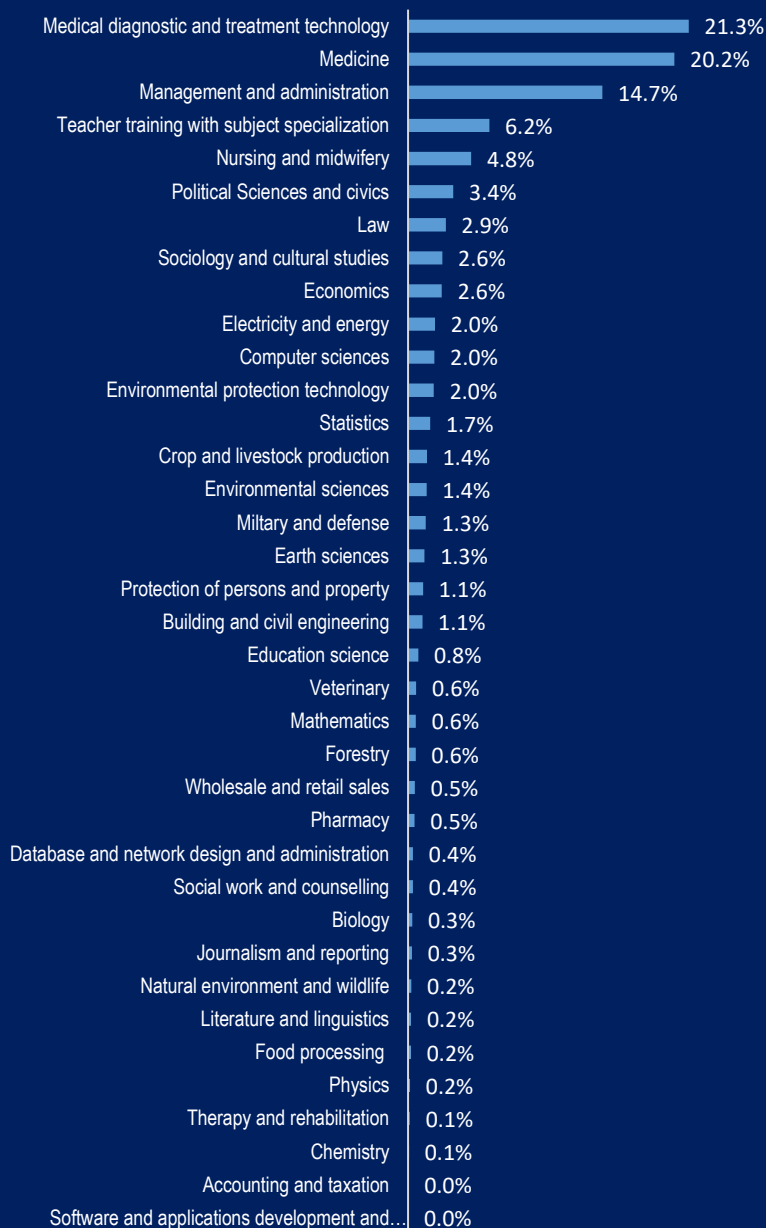 Medical diagnostic and treatment technology 21.3%
Medicine 20.2%
Management and administration 14.7%
Teacher training with subject specialization 6.2%
Nursing and midwifery 4.8%
Political Sciences and civics 3.4%
Law 2.9%
Sociology and cultural studies 2.6%
Economics 2.6%
Electricity and energy 2.0%
Computer sciences 2.0%
Environmental protection technology 2.0%
Statistics 1.7%
Crop and livestock production 1.4%
Environmental sciences 1.4%
Miltary and defense 1.3%
Earth sciences 1.3%
Protection of persons and property 1.1%
Building and civil engineering 1.1%
Education science 0.8%
Veterinary 0.6%
Mathematics 0.6%
Forestry 0.6%
Wholesale and retail sales 0.5%
Pharmacy 0.5%
Database and network design and administration 0.4%
Social work and counselling 0.4%
Biology 0.3%
Journalism and reporting 0.3%
Natural environment and wildlife 0.2%
Literature and linguistics 0.2%
Food processing 0.2%
Physics 0.2%
Therapy and rehabilitation 0.1%
Chemistry 0.1%
Accounting and taxation 0.0%
Software and applications development and… 0.0%